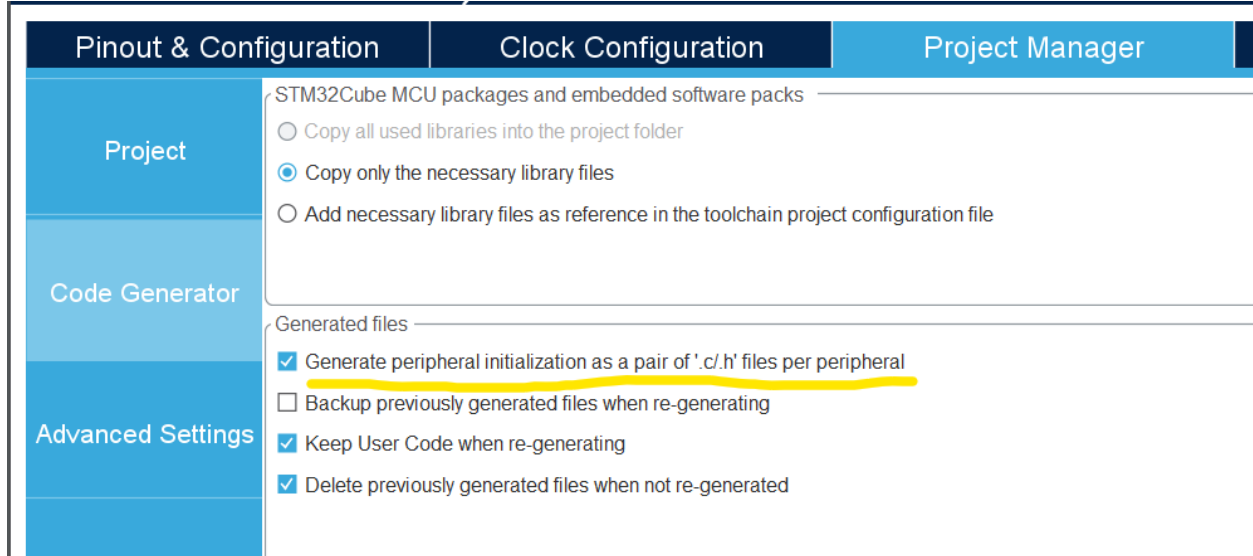 Pinout & Configuration
Clock Configuration
Project Manager
Project
Code Generator
Advanced Settings
STM32Cube MCU packages and embedded software packs
Copy all used libraries into the project folder
Copy only the necessary library files
Add necessary library files as reference in the toolchain project configuration file
Generated files
Generate peripheral initialization as a pair of '.c/.h' files per peripheral
Backup previously generated files when re-generating
Keep User Code when re-generating
Delete previously generated files when not re-generated